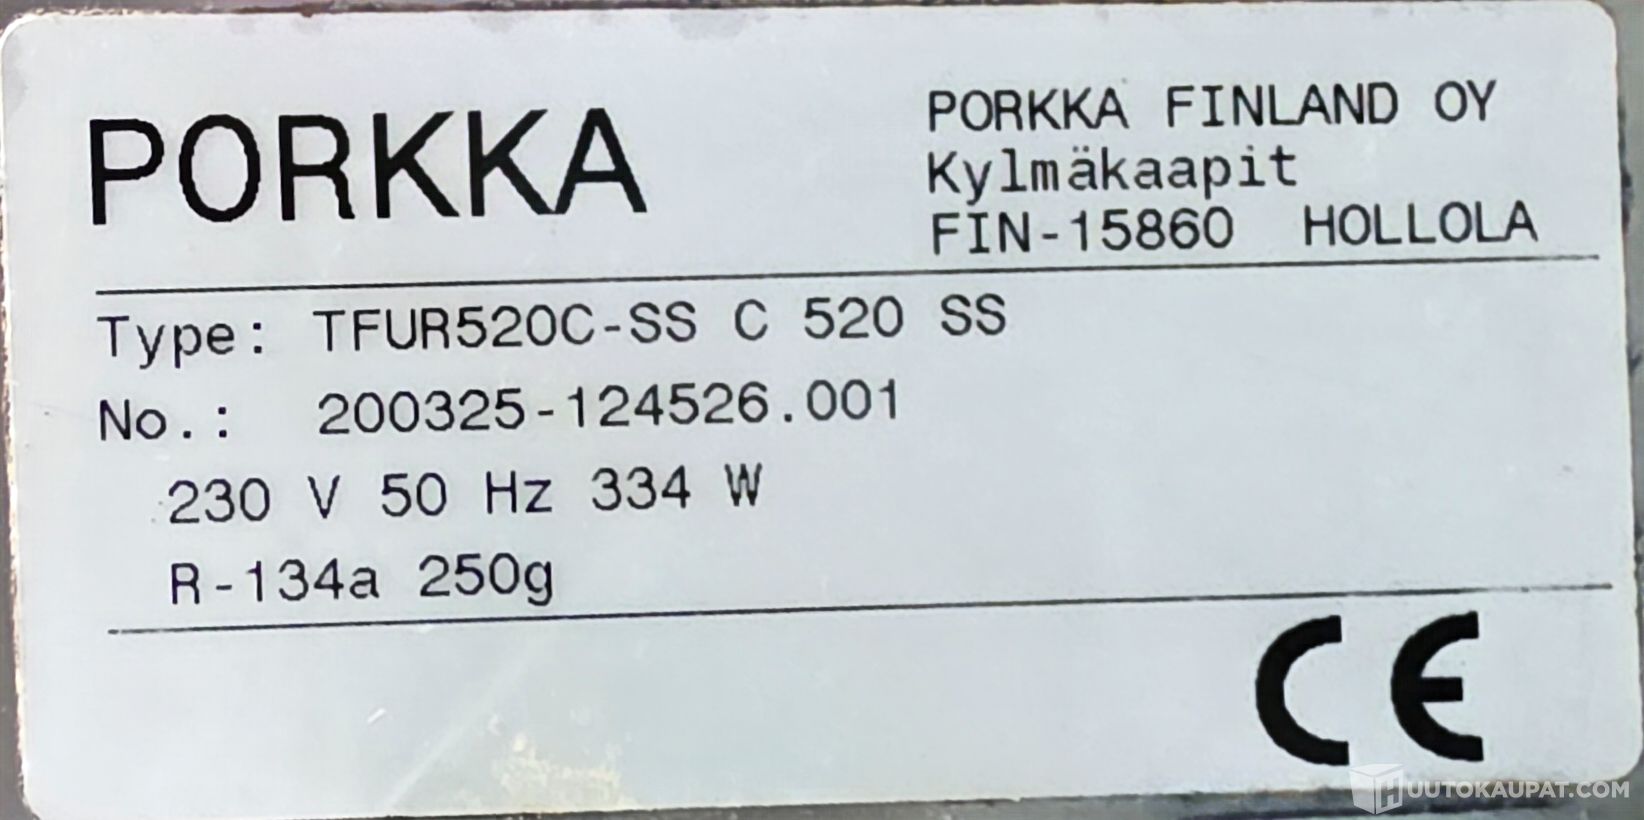 PORKKA
PORKKA FINLAND OY
Kylmäkaapit
FIN-15860 HOLLOLA
Type: TFUR520C-SS C 520 SS
No.: 200325-124526.001
230 V 50 Hz 334 W
R-134a 250g
CE
HUUTOKAUPAT.COM